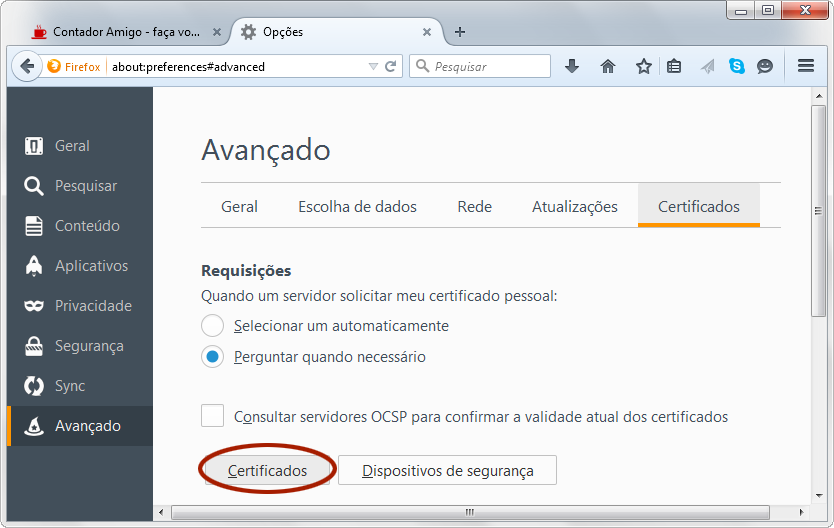 Contador Amigo - faça vo...
Opções
Firefox
about:preferences#advanced
Pesquisar
Geral
Pesquisar
Conteúdo
Aplicativos
Privacidade
Segurança
Sync
Avançado
Avançado
Geral
Escolha de dados
Rede
Atualizações
Certificados
Requisições
Quando um servidor solicitar meu certificado pessoal:
Selecionar um automaticamente
Perguntar quando necessário
Consultar servidores OCSP para confirmar a validade atual dos certificados
Certificados
Dispositivos de segurança